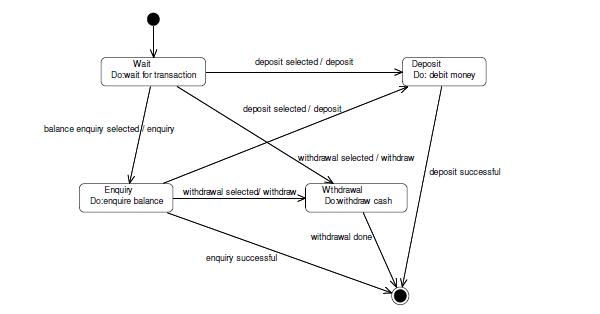 Wait
Do:wait for transaction
deposit selected / deposit
Deposit
Do: debit money
deposit selected / deposit
balance enquiry selected / enquiry
withdrawal selected / withdraw
deposit successful
Enquiry
Do:enquire balance
withdrawal selected/ withdraw
Wthdrawal
Do:withdraw cash
withdrawal done
enquiry successful